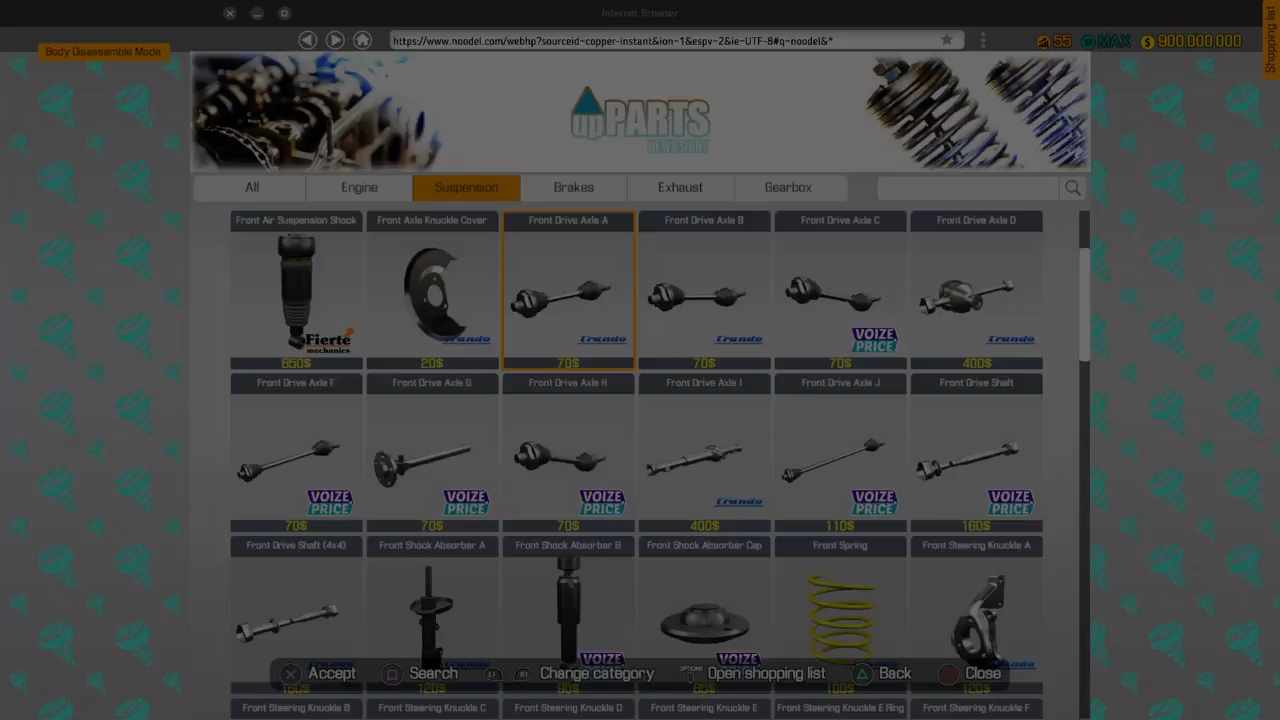 Internet Browser
Shopping list
Body Disassemble Mode
https://www.noodel.com/webhp?sourceid-copper-instant&ion-1&espv-2&ie-UTF-8#q-noodel&*
55 MAX $ 900.000.000
upPARTS
All Engine Suspension Brakes Exhaust Gearbox
Front Air Suspension Shock Front Axle Knuckle Cover Front Drive Axle A Front Drive Axle B Front Drive Axle C Front Drive Axle D
Fierte mechanics Trando Trando Trando VOIZE PRICE Trando
650$ 20$ 70$ 70$ 70$ 400$
Front Drive Axle F Front Drive Axle G Front Drive Axle H Front Drive Axle I Front Drive Axle J Front Drive Shaft
VOIZE PRICE VOIZE PRICE VOIZE PRICE Trando VOIZE PRICE VOIZE PRICE
70$ 70$ 70$ 400$ 110$ 160$
Front Drive Shaft (4x4) Front Shock Absorber A Front Shock Absorber B Front Shock Absorber Cap Front Spring Front Steering Knuckle A
VOIZE VOIZE
Accept Search Change category OPTIONS Open shopping list Back Close
160$ 120$ 100$ 120$
Front Steering Knuckle B Front Steering Knuckle C Front Steering Knuckle D Front Steering Knuckle E Front Steering Knuckle E Ring Front Steering Knuckle F